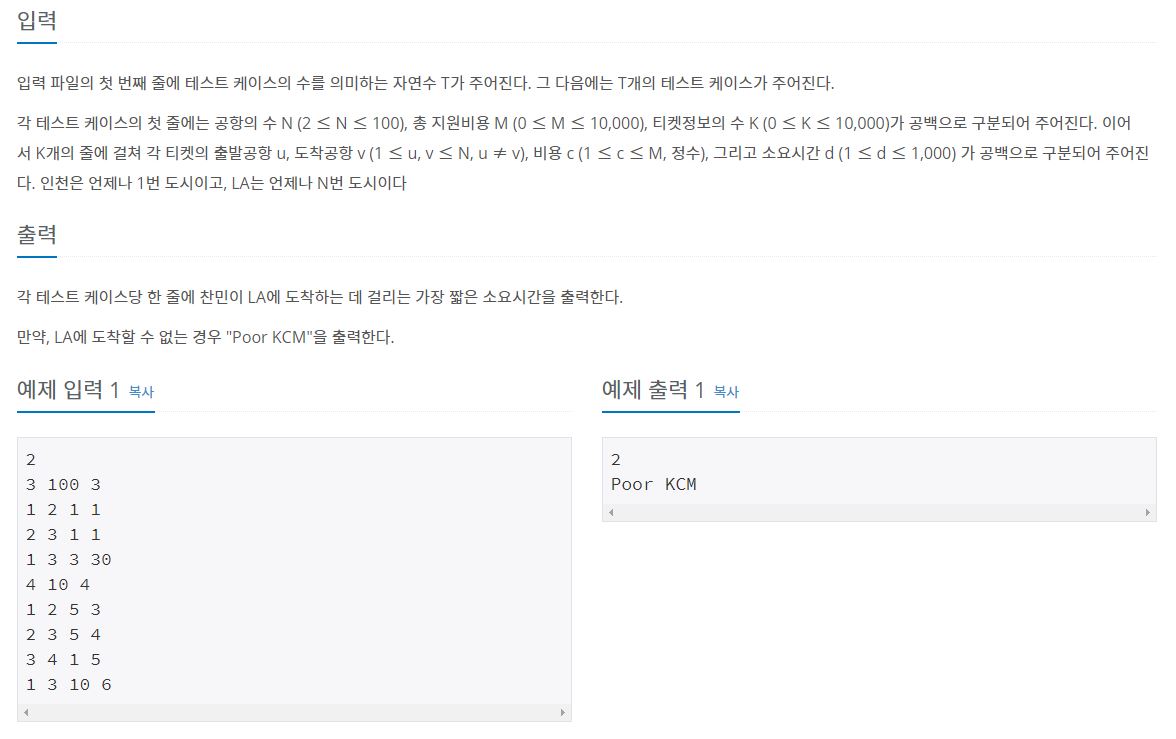 입력
입력 파일의 첫 번째 줄에 테스트 케이스의 수를 의미하는 자연수 T가 주어진다. 그 다음에는 T개의 테스트 케이스가 주어진다.
각 테스트 케이스의 첫 줄에는 공항의 수 N (2 ≤ N ≤ 100), 총 지원비용 M (0 ≤ M ≤ 10,000), 티켓정보의 수 K (0 ≤ K ≤ 10,000)가 공백으로 구분되어 주어진다. 이어
서 K개의 줄에 걸쳐 각 티켓의 출발공항 u, 도착공항 v (1 ≤ u, v ≤ N, u ≠ v), 비용 c (1 ≤ c ≤ M, 정수), 그리고 소요시간 d (1 ≤ d ≤ 1,000) 가 공백으로 구분되어 주어진
다. 인천은 언제나 1번 도시이고, LA는 언제나 N번 도시이다
출력
각 테스트 케이스당 한 줄에 찬민이 LA에 도착하는 데 걸리는 가장 짧은 소요시간을 출력한다.
만약, LA에 도착할 수 없는 경우 "Poor KCM"을 출력한다.
예제 입력 1 복사
2
3 100 3
1 2 1 1
2 3 1 1
1 3 3 30
4 10 4
1 2 5 3
2 3 5 4
3 4 1 5
1 3 10 6
예제 출력 1 복사
2
Poor KCM